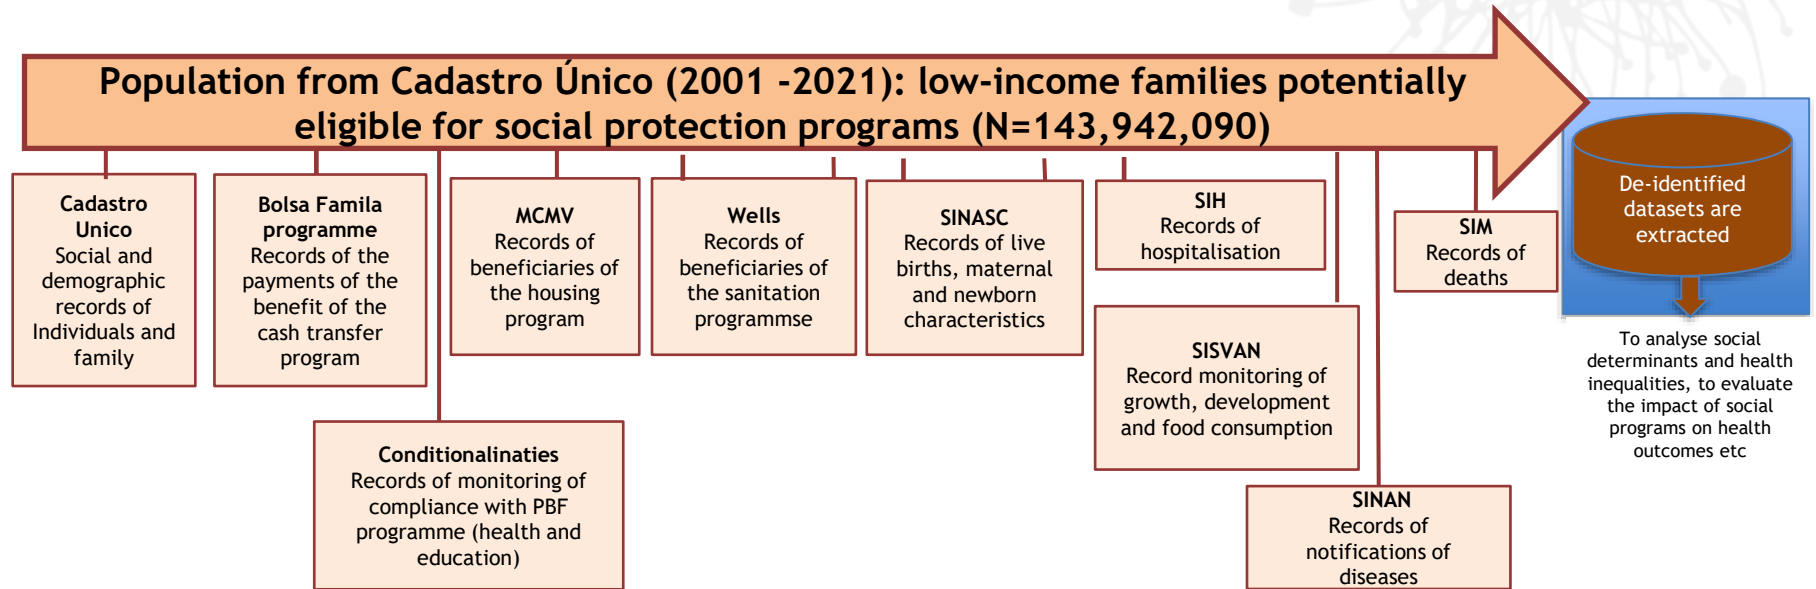 Population from Cadastro Único (2001 -2021): low-income families potentially
eligible for social protection programs (N=143,942,090)
Cadastro
Unico
Social and
demographic
records of
Individuals and
family
Bolsa Famila
programme
Records of the
payments of the
benefit of the
cash transfer
program
Conditionalinaties
Records of monitoring of
compliance with PBF
programme (health and
education)
MCMV
Records of
beneficiaries of
the housing
program
Wells
Records of
beneficiaries of
the sanitation
programmse
SINASC
Records of live
births, maternal
and newborn
characteristics
SIH
Records of
hospitalisation
SISVAN
Record monitoring of
growth, development
and food consumption
SINAN
Records of
notifications of
diseases
SIM
Records of
deaths
De-identified
datasets are
extracted
To analyse social
determinants and health
inequalities, to evaluate
the impact of social
programs on health
outcomes etc